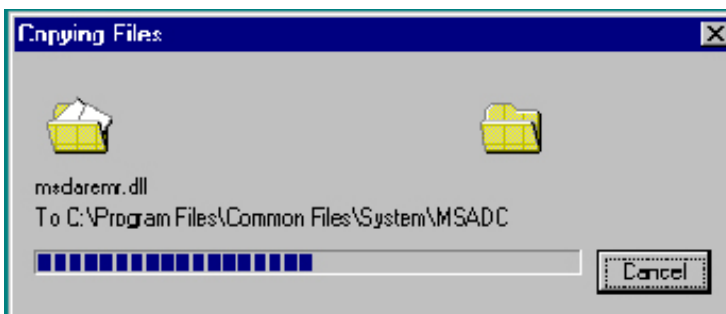 Copying Files
msdaremr.dll
To C:\Program Files\Common Files\System\MSADC
Cancel